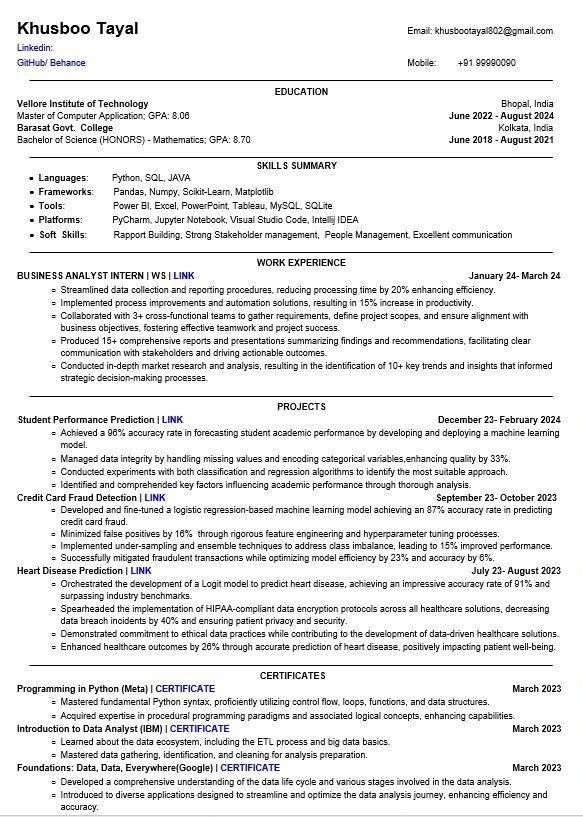 Khusboo Tayal
Email: khusbootayal802@gmail.com
Linkedin:
GitHub/ Behance
Mobile: +91 99990090
EDUCATION
Vellore Institute of Technology Bhopal, India
Master of Computer Application; GPA: 8.06 June 2022 - August 2024
Barasat Govt. College Kolkata, India
Bachelor of Science (HONORS) - Mathematics; GPA: 8.70 June 2018 - August 2021
SKILLS SUMMARY
• Languages: Python, SQL, JAVA
• Frameworks: Pandas, Numpy, Scikit-Learn, Matplotlib
• Tools: Power BI, Excel, PowerPoint, Tableau, MySQL, SQLite
• Platforms: PyCharm, Jupyter Notebook, Visual Studio Code, Intellij IDEA
• Soft Skills: Rapport Building, Strong Stakeholder management, People Management, Excellent communication
WORK EXPERIENCE
BUSINESS ANALYST INTERN | WS | LINK January 24- March 24
○ Streamlined data collection and reporting procedures, reducing processing time by 20% enhancing efficiency.
○ Implemented process improvements and automation solutions, resulting in 15% increase in productivity.
○ Collaborated with 3+ cross-functional teams to gather requirements, define project scopes, and ensure alignment with
business objectives, fostering effective teamwork and project success.
○ Produced 15+ comprehensive reports and presentations summarizing findings and recommendations, facilitating clear
communication with stakeholders and driving actionable outcomes.
○ Conducted in-depth market research and analysis, resulting in the identification of 10+ key trends and insights that informed
strategic decision-making processes.
PROJECTS
Student Performance Prediction | LINK December 23- February 2024
○ Achieved a 96% accuracy rate in forecasting student academic performance by developing and deploying a machine learning
model.
○ Managed data integrity by handling missing values and encoding categorical variables,enhancing quality by 33%.
○ Conducted experiments with both classification and regression algorithms to identify the most suitable approach.
○ Identified and comprehended key factors influencing academic performance through thorough analysis.
Credit Card Fraud Detection | LINK September 23- October 2023
○ Developed and fine-tuned a logistic regression-based machine learning model achieving an 87% accuracy rate in predicting
credit card fraud.
○ Minimized false positives by 16% through rigorous feature engineering and hyperparameter tuning processes.
○ Implemented under-sampling and ensemble techniques to address class imbalance, leading to 15% improved performance.
○ Successfully mitigated fraudulent transactions while optimizing model efficiency by 23% and accuracy by 6%.
Heart Disease Prediction | LINK July 23- August 2023
○ Orchestrated the development of a Logit model to predict heart disease, achieving an impressive accuracy rate of 91% and
surpassing industry benchmarks.
○ Spearheaded the implementation of HIPAA-compliant data encryption protocols across all healthcare solutions, decreasing
data breach incidents by 40% and ensuring patient privacy and security.
○ Demonstrated commitment to ethical data practices while contributing to the development of data-driven healthcare solutions.
○ Enhanced healthcare outcomes by 26% through accurate prediction of heart disease, positively impacting patient well-being.
CERTIFICATES
Programming in Python (Meta) | CERTIFICATE March 2023
○ Mastered fundamental Python syntax, proficiently utilizing control flow, loops, functions, and data structures.
○ Acquired expertise in procedural programming paradigms and associated logical concepts, enhancing capabilities.
Introduction to Data Analyst (IBM) | CERTIFICATE March 2023
○ Learned about the data ecosystem, including the ETL process and big data basics.
○ Mastered data gathering, identification, and cleaning for analysis preparation.
Foundations: Data, Data, Everywhere(Google) | CERTIFICATE March 2023
○ Developed a comprehensive understanding of the data life cycle and various stages involved in the data analysis.
○ Introduced to diverse applications designed to streamline and optimize the data analysis journey, enhancing efficiency and
accuracy.